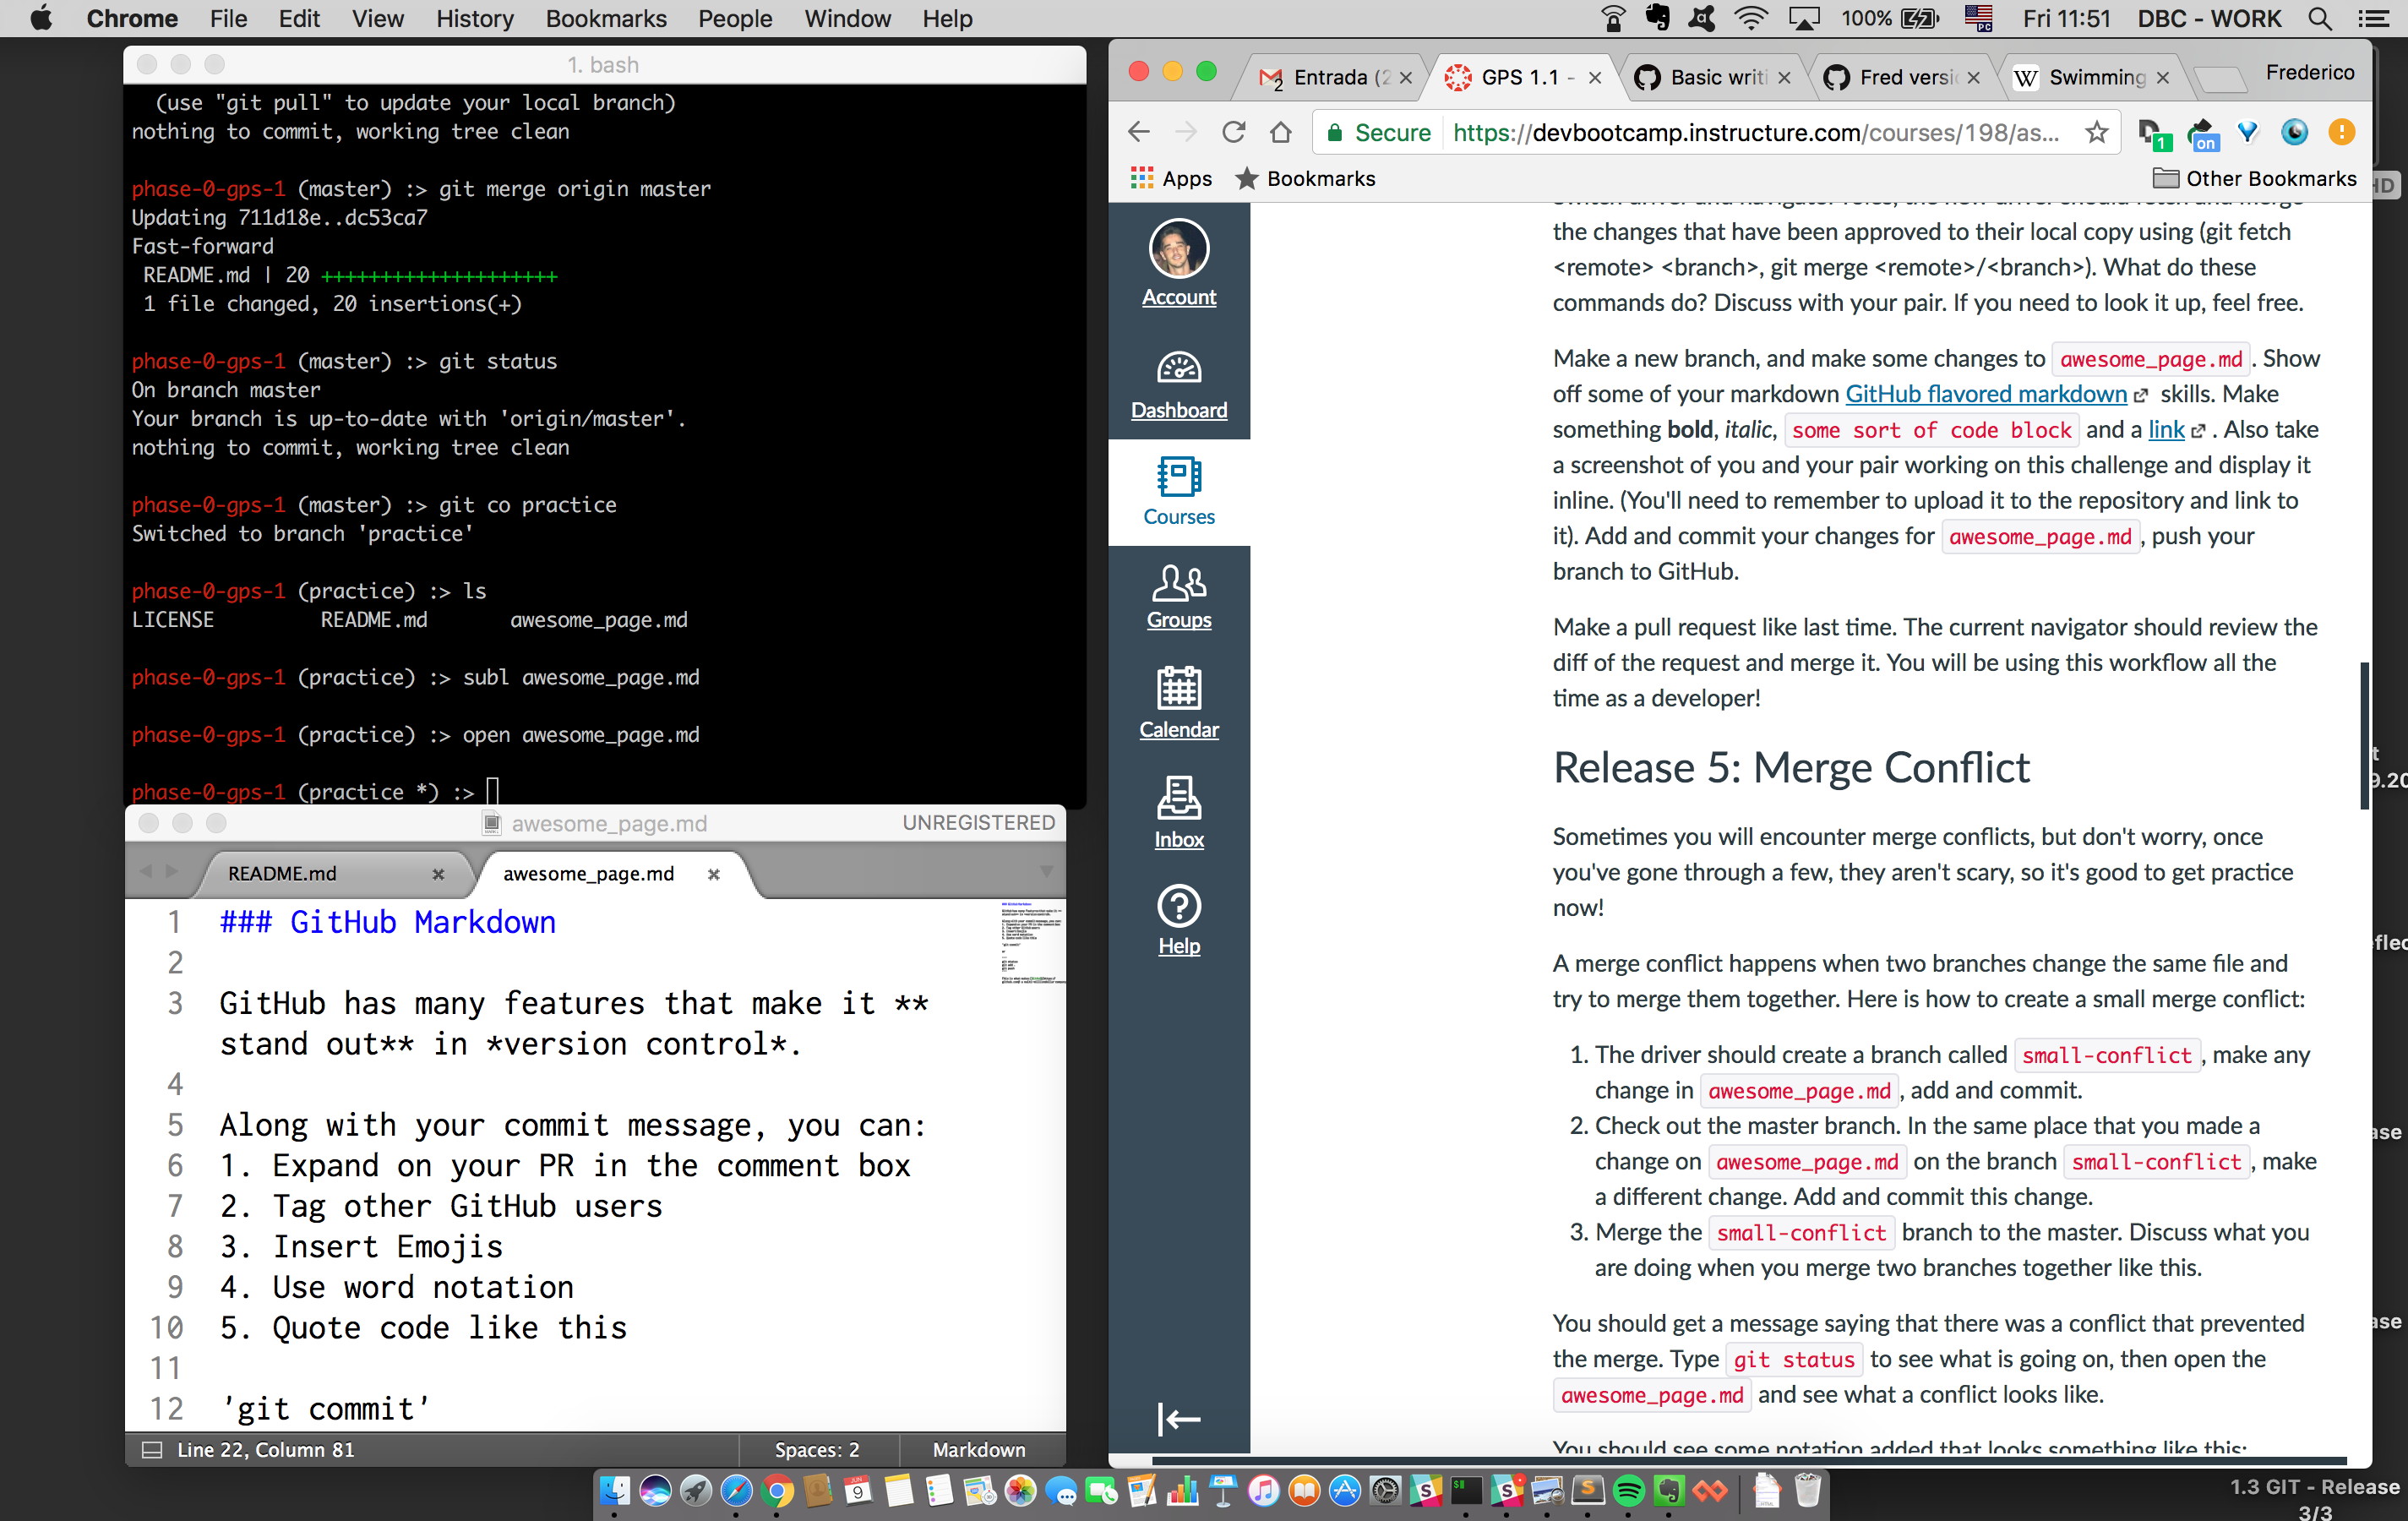 Chrome File Edit View History Bookmarks People Window Help
100% Fri 11:51 DBC - WORK
1. bash
(use "git pull" to update your local branch)
nothing to commit, working tree clean
phase-0-gps-1 (master) :> git merge origin master
Updating 711d18e..dc53ca7
Fast-forward
README.md | 20 ++++++++++++++++++++
1 file changed, 20 insertions(+)
phase-0-gps-1 (master) :> git status
On branch master
Your branch is up-to-date with 'origin/master'.
nothing to commit, working tree clean
phase-0-gps-1 (master) :> git co practice
Switched to branch 'practice'
phase-0-gps-1 (practice) :> ls
LICENSE README.md awesome_page.md
phase-0-gps-1 (practice) :> subl awesome_page.md
phase-0-gps-1 (practice) :> open awesome_page.md
phase-0-gps-1 (practice *) :>
awesome_page.md UNREGISTERED
README.md awesome_page.md
1 ### GitHub Markdown
2
3 GitHub has many features that make it **
stand out** in *version control*.
4
5 Along with your commit message, you can:
6 1. Expand on your PR in the comment box
7 2. Tag other GitHub users
8 3. Insert Emojis
9 4. Use word notation
10 5. Quote code like this
11
12 'git commit'
Line 22, Column 81 Spaces: 2 Markdown
Entrada (2 GPS 1.1 - Basic writi Fred versi Swimming Frederico
Secure https://devbootcamp.instructure.com/courses/198/as...
1 on
Apps Bookmarks Other Bookmarks
Account
Dashboard
Courses
Groups
Calendar
Inbox
Help
the changes that have been approved to their local copy using (git fetch
<remote> <branch>, git merge <remote>/<branch>). What do these
commands do? Discuss with your pair. If you need to look it up, feel free.
Make a new branch, and make some changes to awesome_page.md. Show
off some of your markdown GitHub flavored markdown skills. Make
something bold, italic, some sort of code block and a link . Also take
a screenshot of you and your pair working on this challenge and display it
inline. (You'll need to remember to upload it to the repository and link to
it). Add and commit your changes for awesome_page.md, push your
branch to GitHub.
Make a pull request like last time. The current navigator should review the
diff of the request and merge it. You will be using this workflow all the
time as a developer!
Release 5: Merge Conflict
Sometimes you will encounter merge conflicts, but don't worry, once
you've gone through a few, they aren't scary, so it's good to get practice
now!
A merge conflict happens when two branches change the same file and
try to merge them together. Here is how to create a small merge conflict:
1. The driver should create a branch called small-conflict, make any
change in awesome_page.md, add and commit.
2. Check out the master branch. In the same place that you made a
change on awesome_page.md on the branch small-conflict, make
a different change. Add and commit this change.
3. Merge the small-conflict branch to the master. Discuss what you
are doing when you merge two branches together like this.
You should get a message saying that there was a conflict that prevented
the merge. Type git status to see what is going on, then open the
awesome_page.md and see what a conflict looks like.
You should see some notation added that looks something like this:
1.3 GIT - Release
3/3